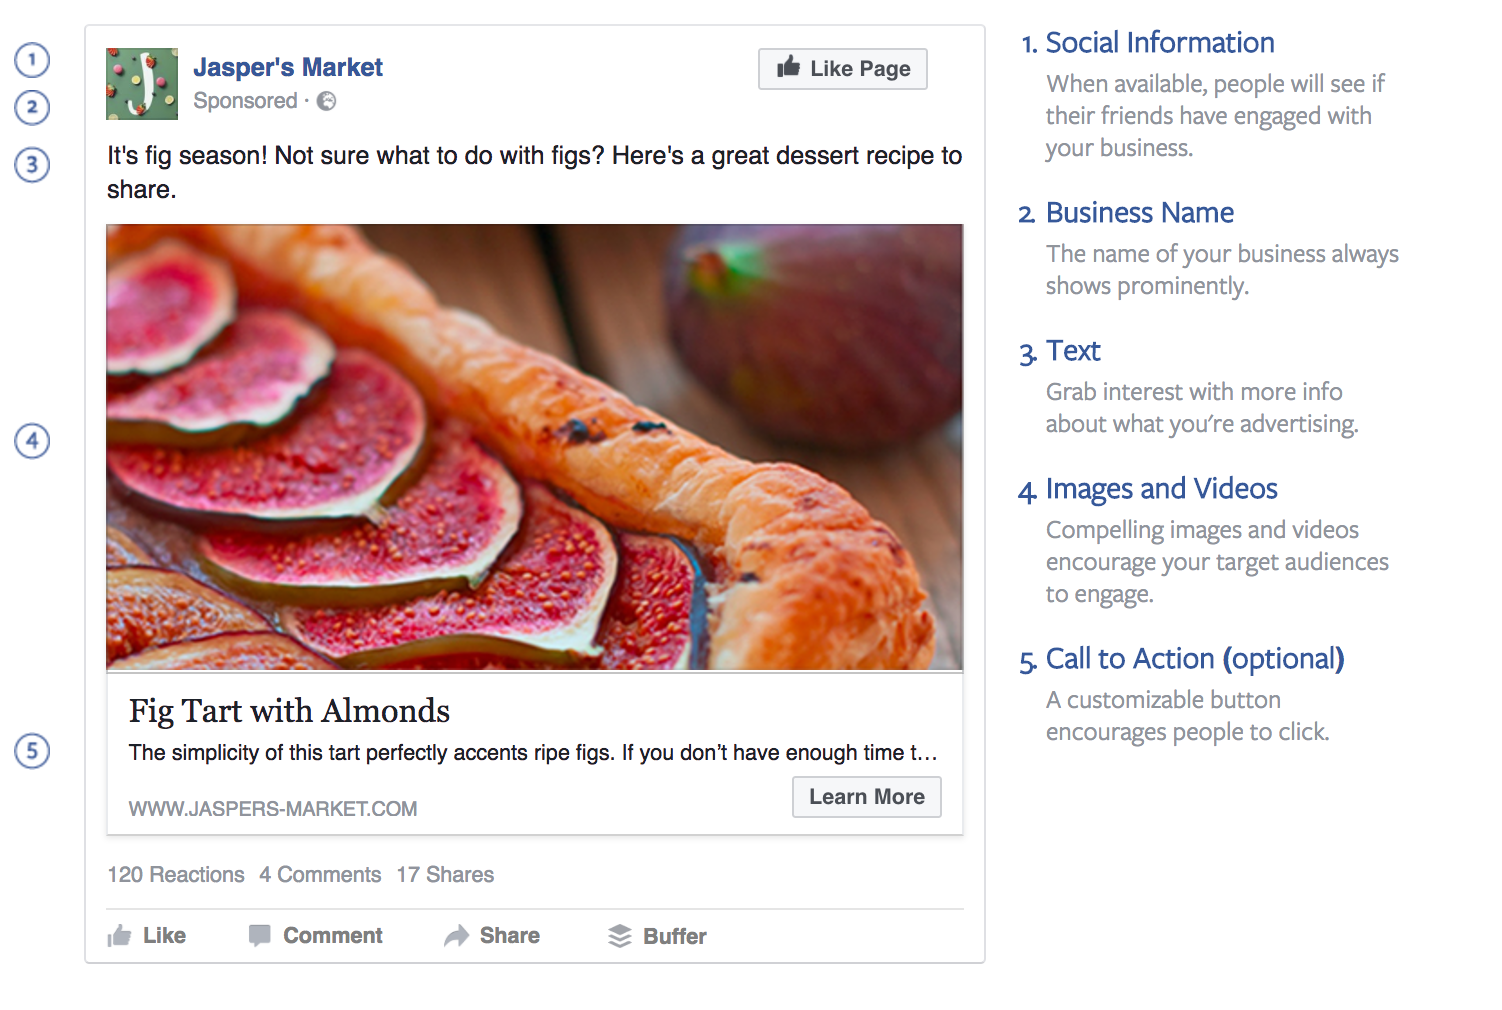 1
2
3
4
5
J
Jasper's Market
Sponsored ·
Like Page
It's fig season! Not sure what to do with figs? Here's a great dessert recipe to
share.
Fig Tart with Almonds
The simplicity of this tart perfectly accents ripe figs. If you don’t have enough time t...
WWW.JASPERS-MARKET.COM
Learn More
120 Reactions 4 Comments 17 Shares
Like Comment Share Buffer
1. Social Information
When available, people will see if
their friends have engaged with
your business.
2. Business Name
The name of your business always
shows prominently.
3. Text
Grab interest with more info
about what you're advertising.
4. Images and Videos
Compelling images and videos
encourage your target audiences
to engage.
5. Call to Action (optional)
A customizable button
encourages people to click.